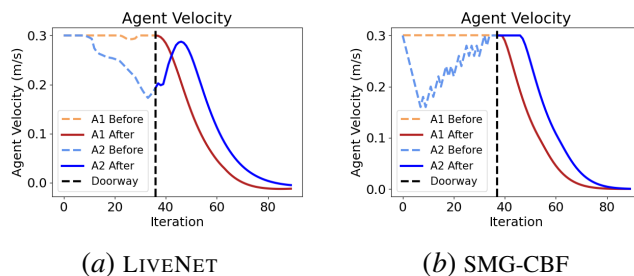 Agent Velocity
Agent Velocity (m/s)
0.3
0.2
0.1
0.0
A1 Before
A1 After
A2 Before
A2 After
Doorway
0 20 40 60 80
Iteration
(a) LIVENET
Agent Velocity
Agent Velocity (m/s)
0.3
0.2
0.1
0.0
A1 Before
A1 After
A2 Before
A2 After
Doorway
0 20 40 60 80
Iteration
(b) SMG-CBF